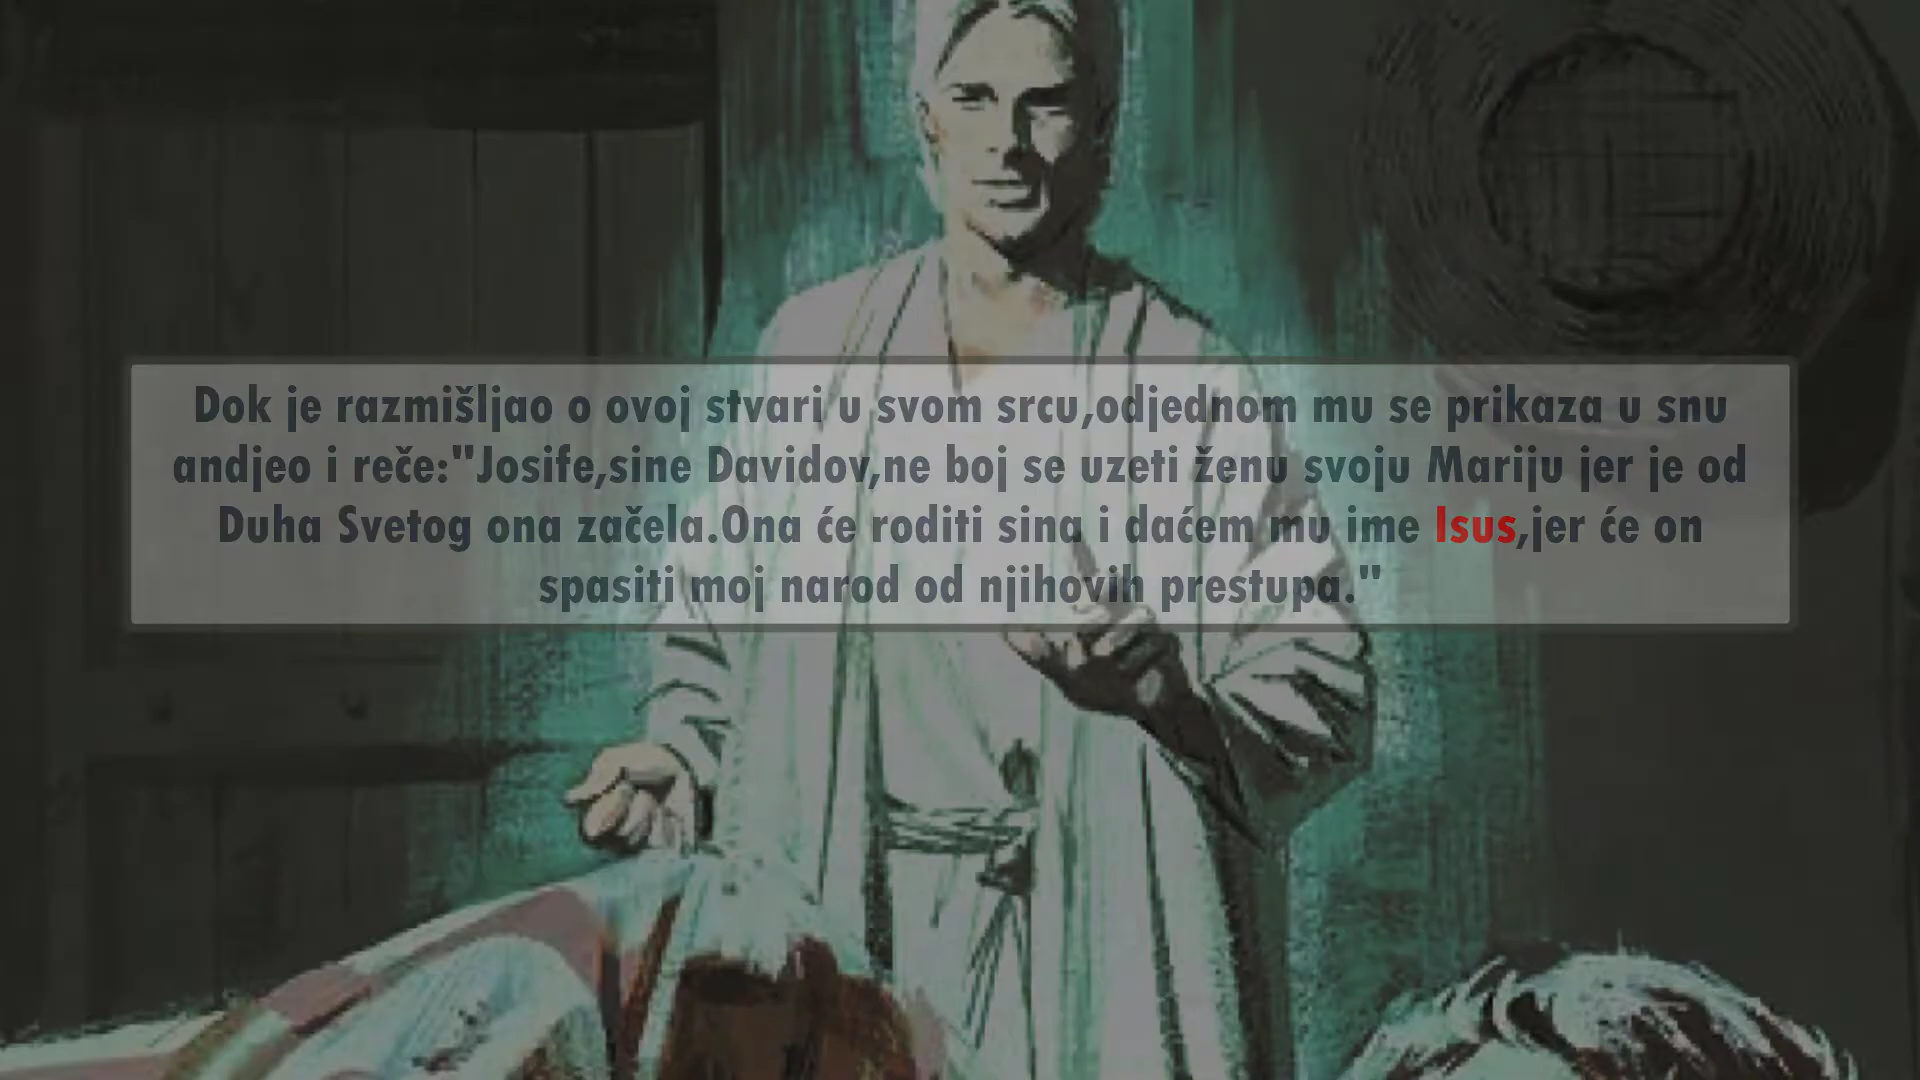 Dok je razmišljao o ovoj stvari u svom srcu,odjednom mu se prikaza u snu
andjeo i reče:"Josife,sine Davidov,ne boj se uzeti ženu svoju Mariju jer je od
Duha Svetog ona začela.Ona će roditi sina i daćem mu ime Isus,jer će on
spasiti moj narod od njihovih prestupa."